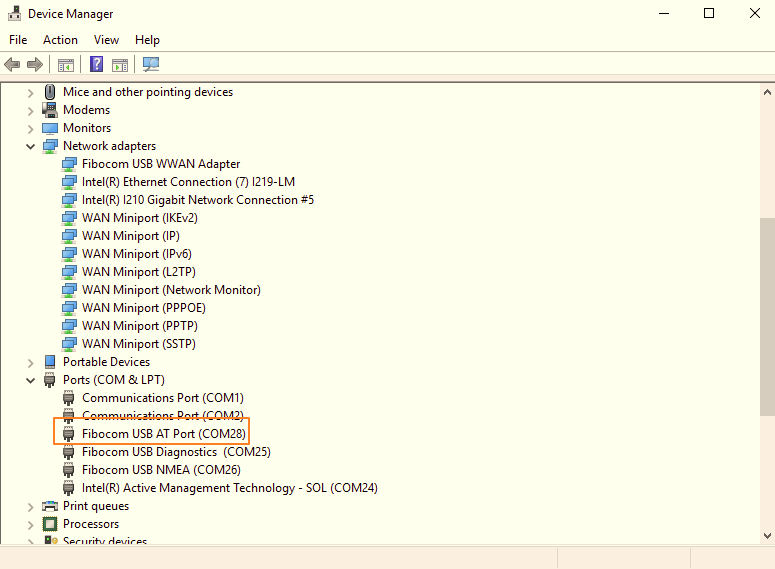 Device Manager
File Action View Help
Mice and other pointing devices
Modems
Monitors
Network adapters
Fibocom USB WWAN Adapter
Intel(R) Ethernet Connection (7) I219-LM
Intel(R) I210 Gigabit Network Connection #5
WAN Miniport (IKEv2)
WAN Miniport (IP)
WAN Miniport (IPv6)
WAN Miniport (L2TP)
WAN Miniport (Network Monitor)
WAN Miniport (PPPOE)
WAN Miniport (PPTP)
WAN Miniport (SSTP)
Portable Devices
Ports (COM & LPT)
Communications Port (COM1)
Communications Port (COM2)
Fibocom USB AT Port (COM28)
Fibocom USB Diagnostics (COM25)
Fibocom USB NMEA (COM26)
Intel(R) Active Management Technology - SOL (COM24)
Print queues
Processors
Security devices